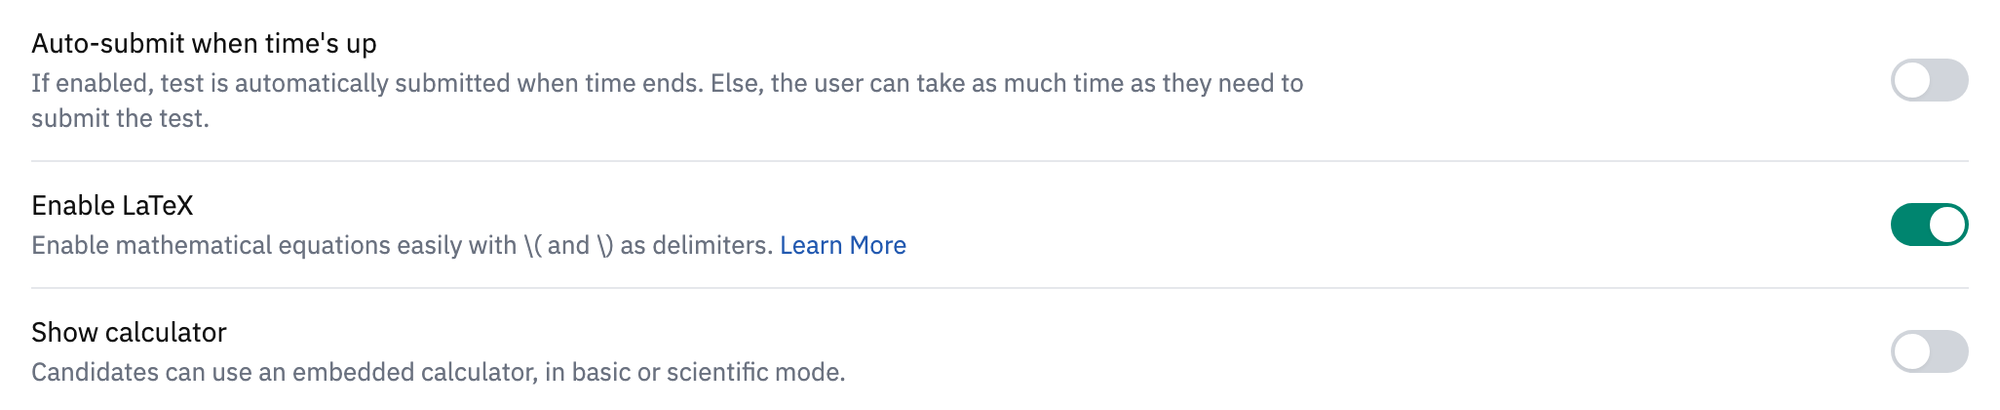 Auto-submit when time's up
If enabled, test is automatically submitted when time ends. Else, the user can take as much time as they need to
submit the test.
Enable LaTeX
Enable mathematical equations easily with \( and \) as delimiters. Learn More
Show calculator
Candidates can use an embedded calculator, in basic or scientific mode.